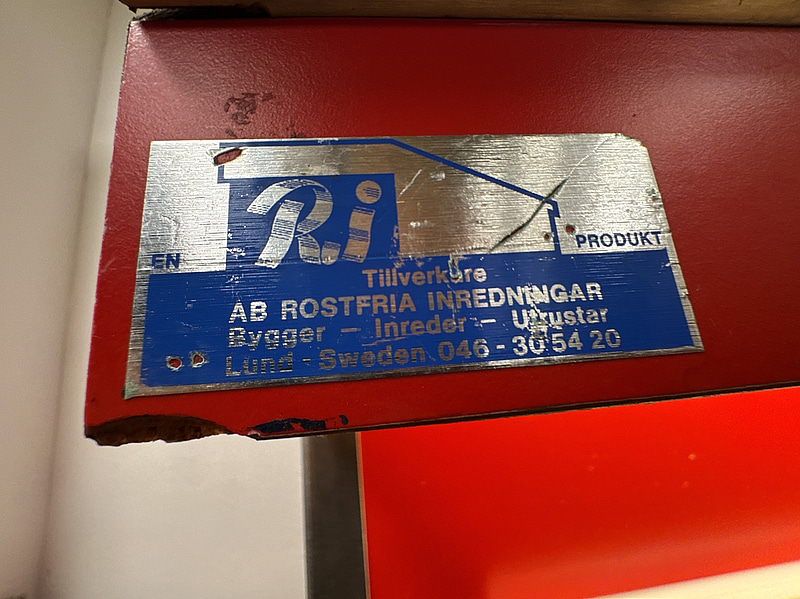 Ri
EN PRODUKT
Tillverkare
AB ROSTFRIA INREDNINGAR
Bygger - Inreder - Utrustar
Lund - Sweden 046 - 30 54 20